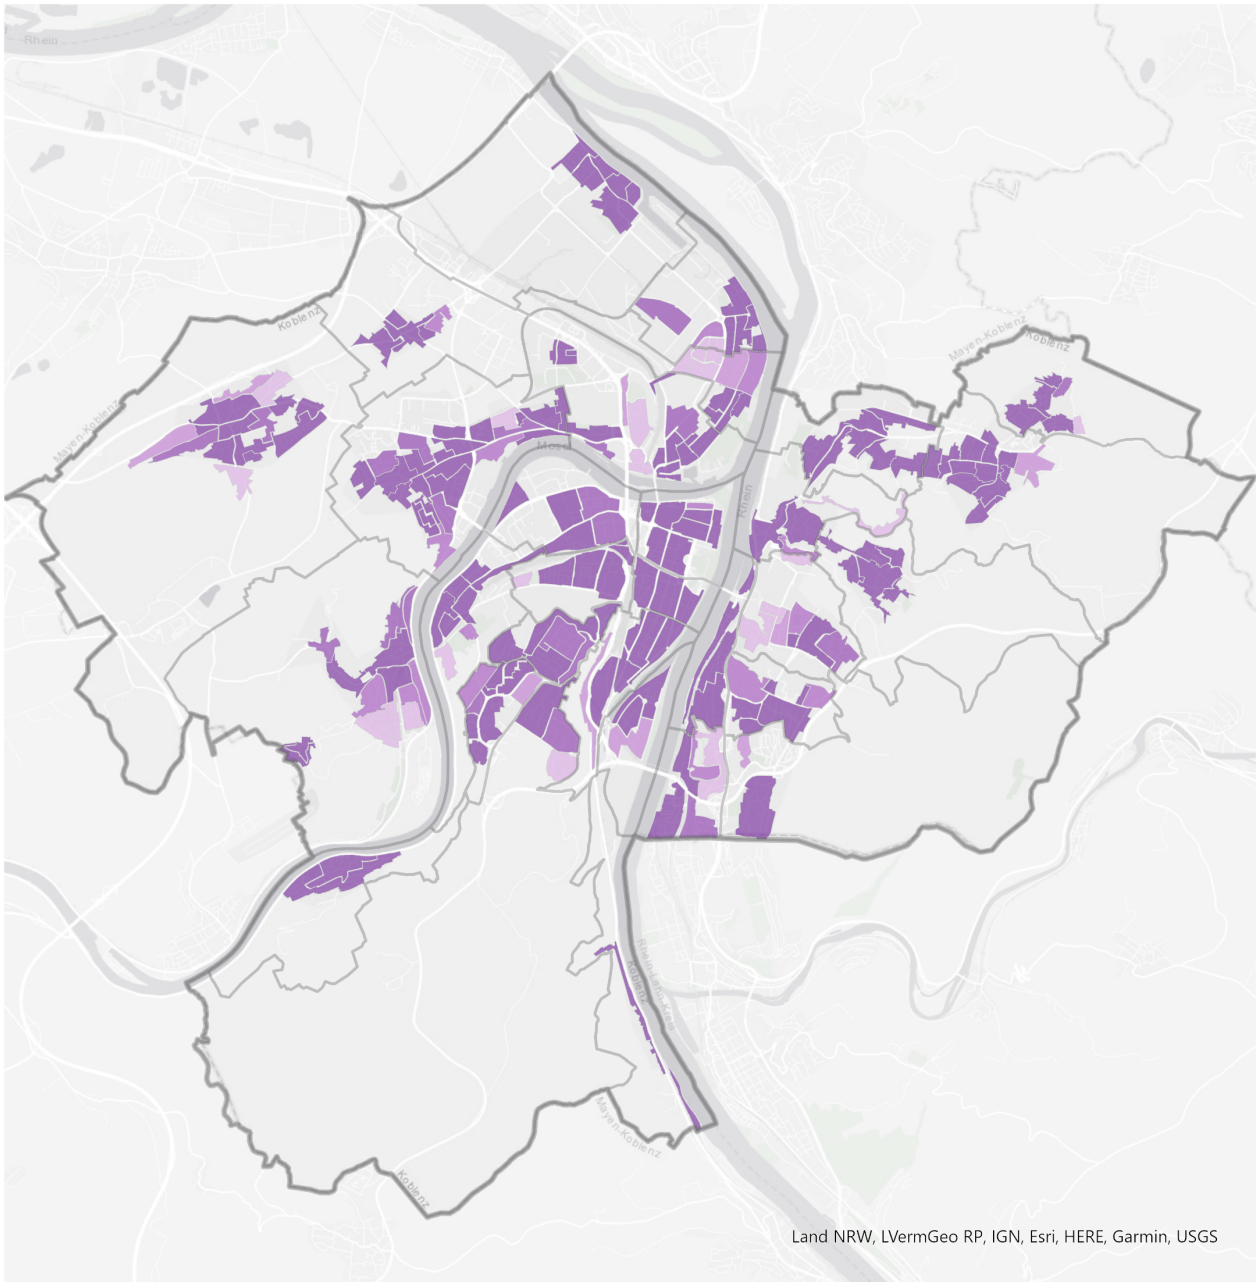 Rhein
Koblenz
Mayen-Koblenz
Koblenz
Mayen-Koblenz
Mosel
Rhein
Rhein-Lahn-Kreis
Koblenz
Mayen-Koblenz
Koblenz
Land NRW, LVermGeo RP, IGN, Esri, HERE, Garmin, USGS